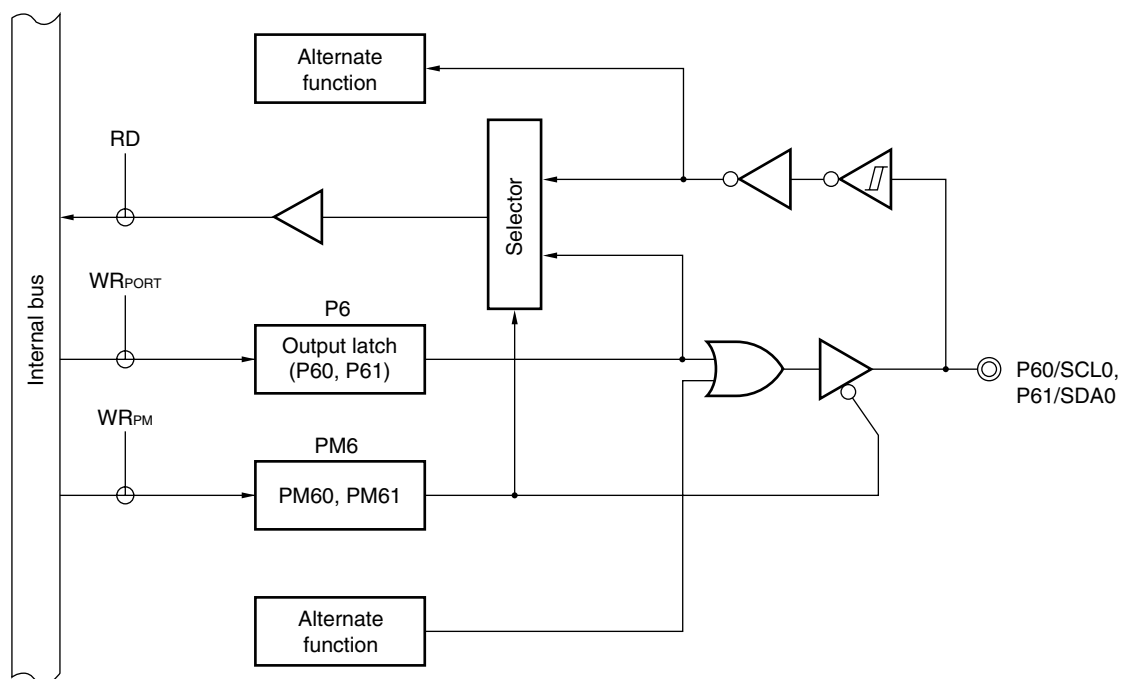 Alternate
function
RD
Selector
Internal bus
WRPORT
P6
Output latch
(P60, P61)
P60/SCL0,
P61/SDA0
WRPM
PM6
PM60, PM61
Alternate
function